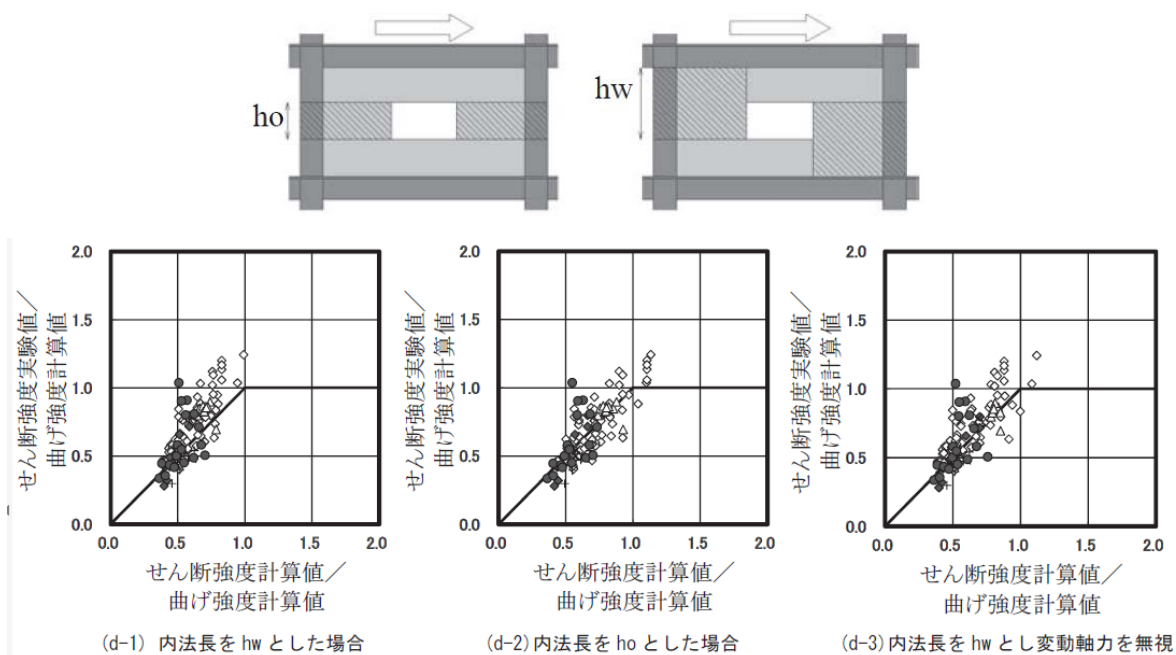 ho
hw
2.0
1.5
1.0
0.5
0.0
0.0
0.5
1.0
1.5
2.0
せん断強度実験値／
曲げ強度計算値
せん断強度計算値／
曲げ強度計算値
(d-1) 内法長を hw とした場合
2.0
1.5
1.0
0.5
0.0
0.0
0.5
1.0
1.5
2.0
せん断強度実験値／
曲げ強度計算値
せん断強度計算値／
曲げ強度計算値
(d-2)内法長を ho とした場合
2.0
1.5
1.0
0.5
0.0
0.0
0.5
1.0
1.5
2.0
せん断強度実験値／
曲げ強度計算値
せん断強度計算値／
曲げ強度計算値
(d-3)内法長を hw とし変動軸力を無視